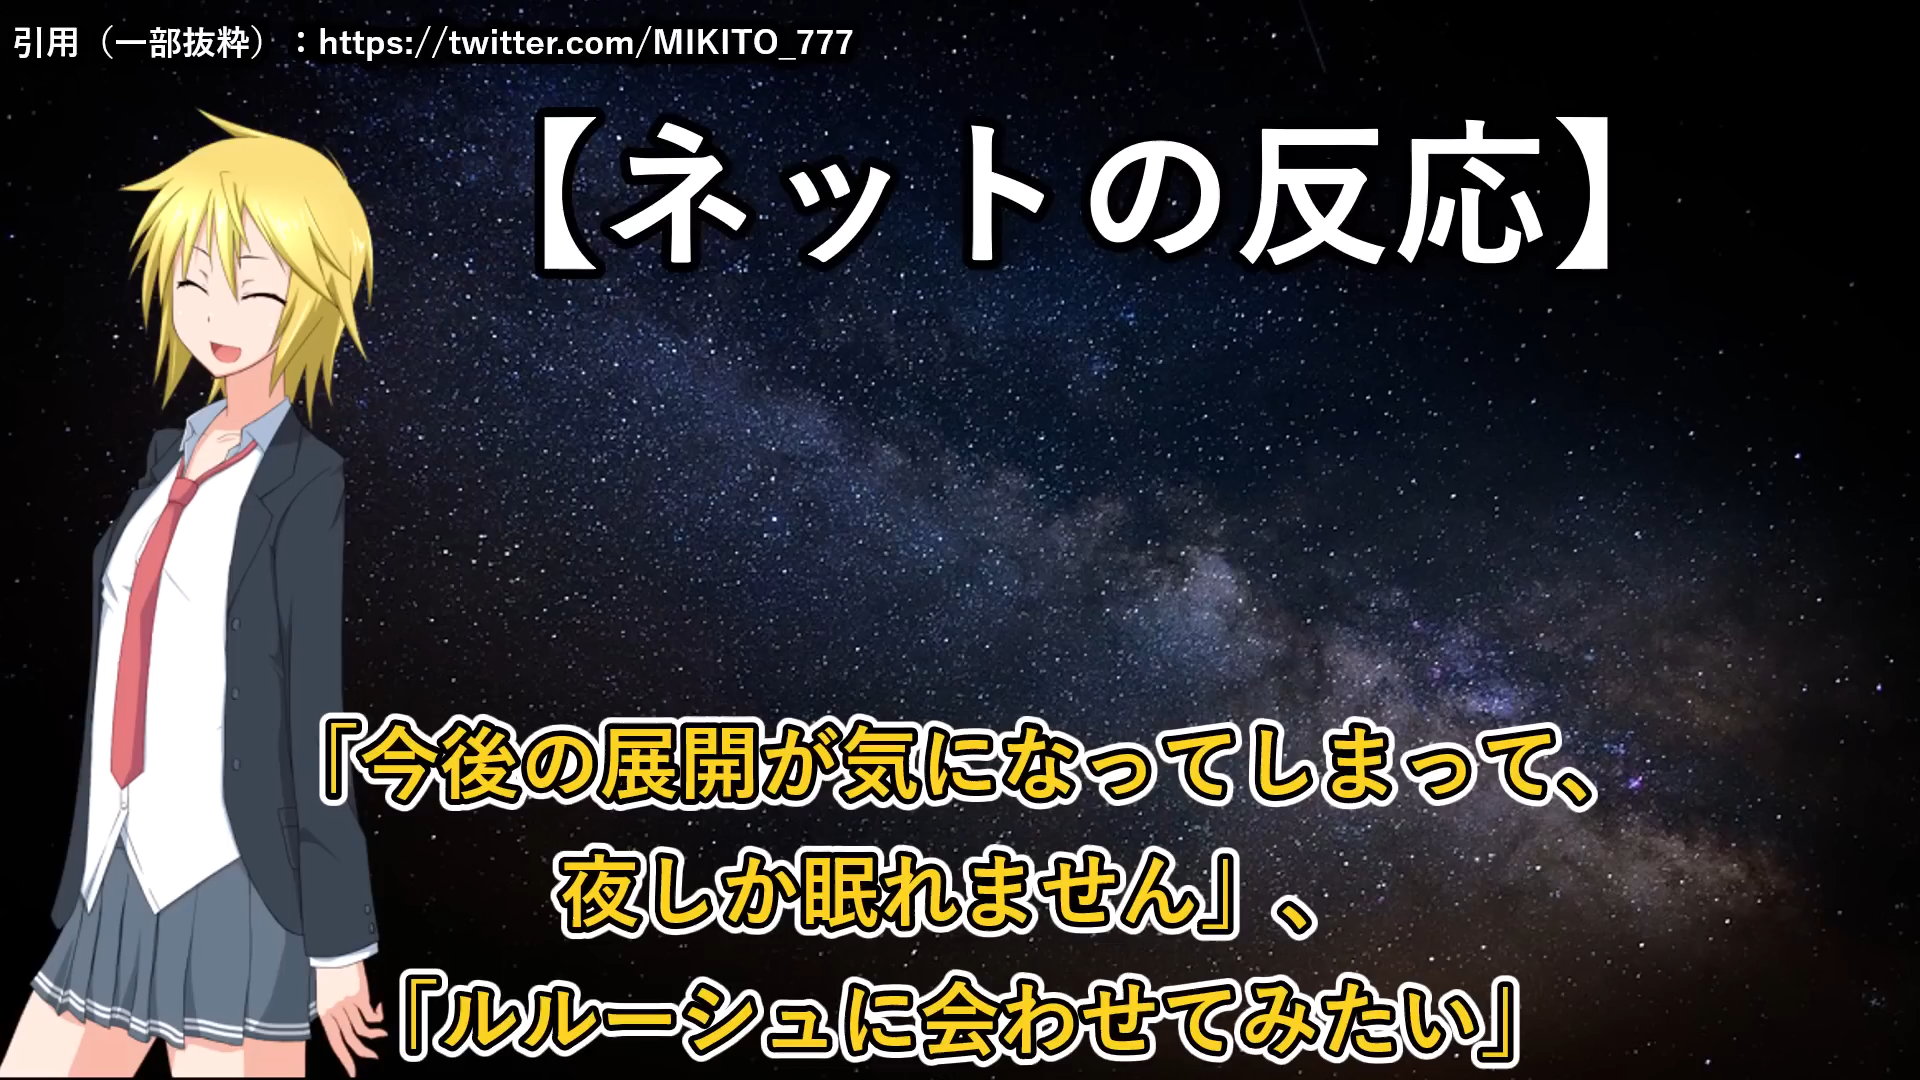 引用（一部抜粋）：https://twitter.com/MIKITO_777
【ネットの反応】
「今後の展開が気になってしまって、
夜しか眠れません」、
「ルルーシュに会わせてみたい」